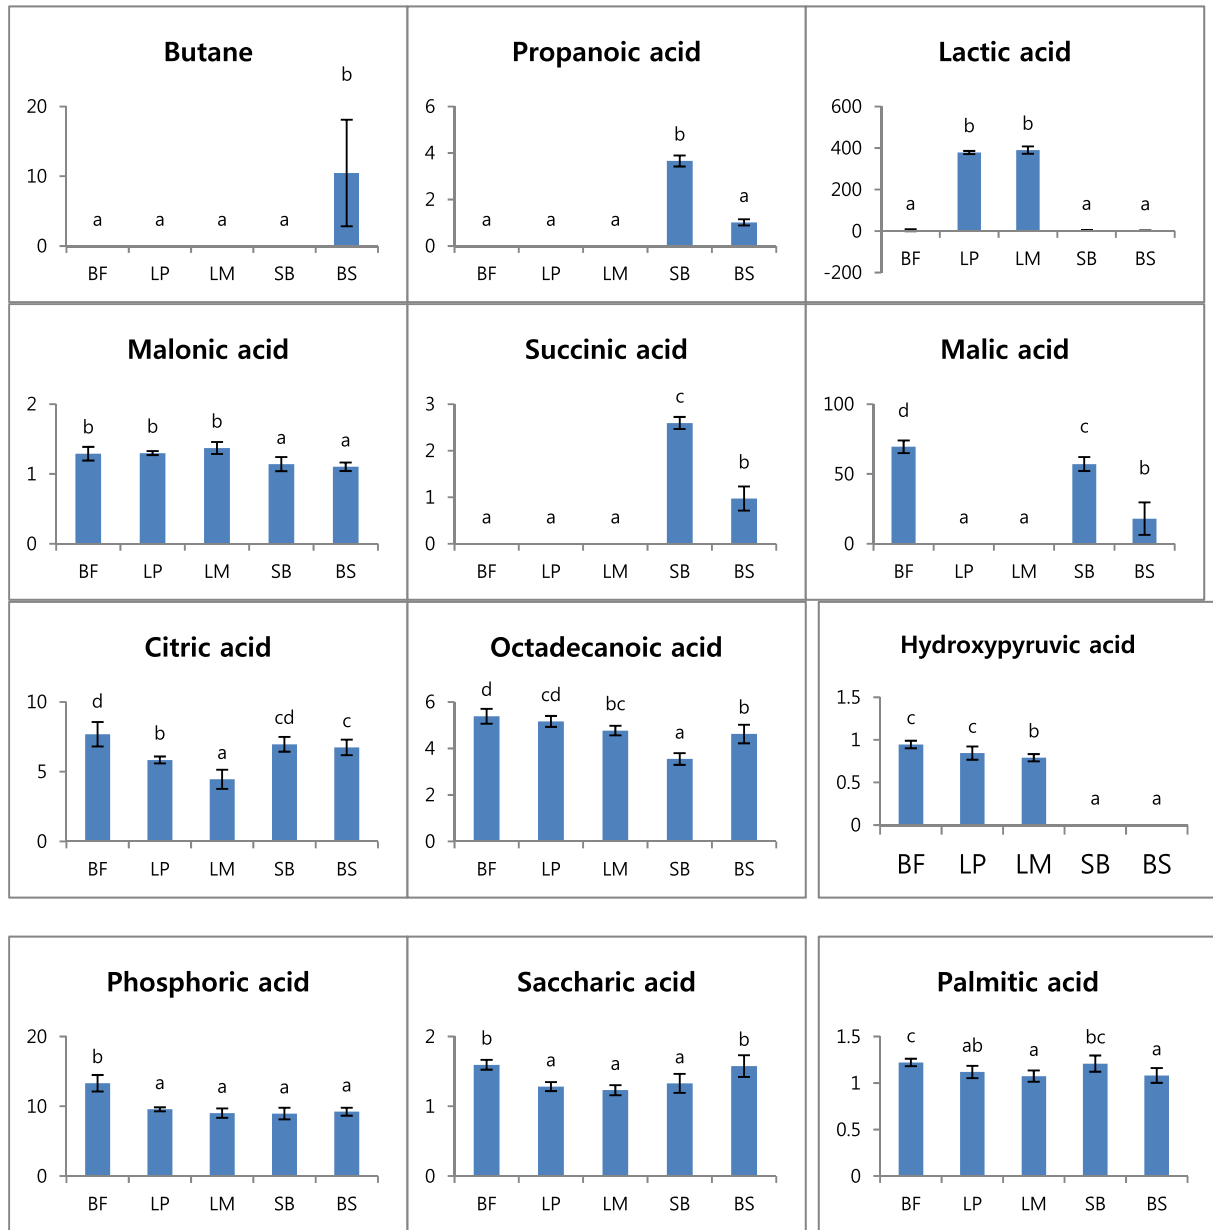 Butane
b
20
10
a a a a
0
BF LP LM SB BS
Propanoic acid
6
b
4
2
a a a a
0
BF LP LM SB BS
Lactic acid
600
b b
400
200
a a a
0
BF LP LM SB BS
-200
Malonic acid
2
b b b a a
1
0
BF LP LM SB BS
Succinic acid
3
c
2
b
1
a a a
0
BF LP LM SB BS
Malic acid
100
d
c
50
b
a a
0
BF LP LM SB BS
Citric acid
10
d b a cd c
5
0
BF LP LM SB BS
Octadecanoic acid
6
d cd bc a b
4
2
0
BF LP LM SB BS
Hydroxypyruvic acid
1.5
c c b
1
0.5
a a
0
BF LP LM SB BS
Phosphoric acid
20
b a a a a
10
0
BF LP LM SB BS
Saccharic acid
2
b a a a b
1
0
BF LP LM SB BS
Palmitic acid
1.5
c ab a bc a
1
0.5
0
BF LP LM SB BS